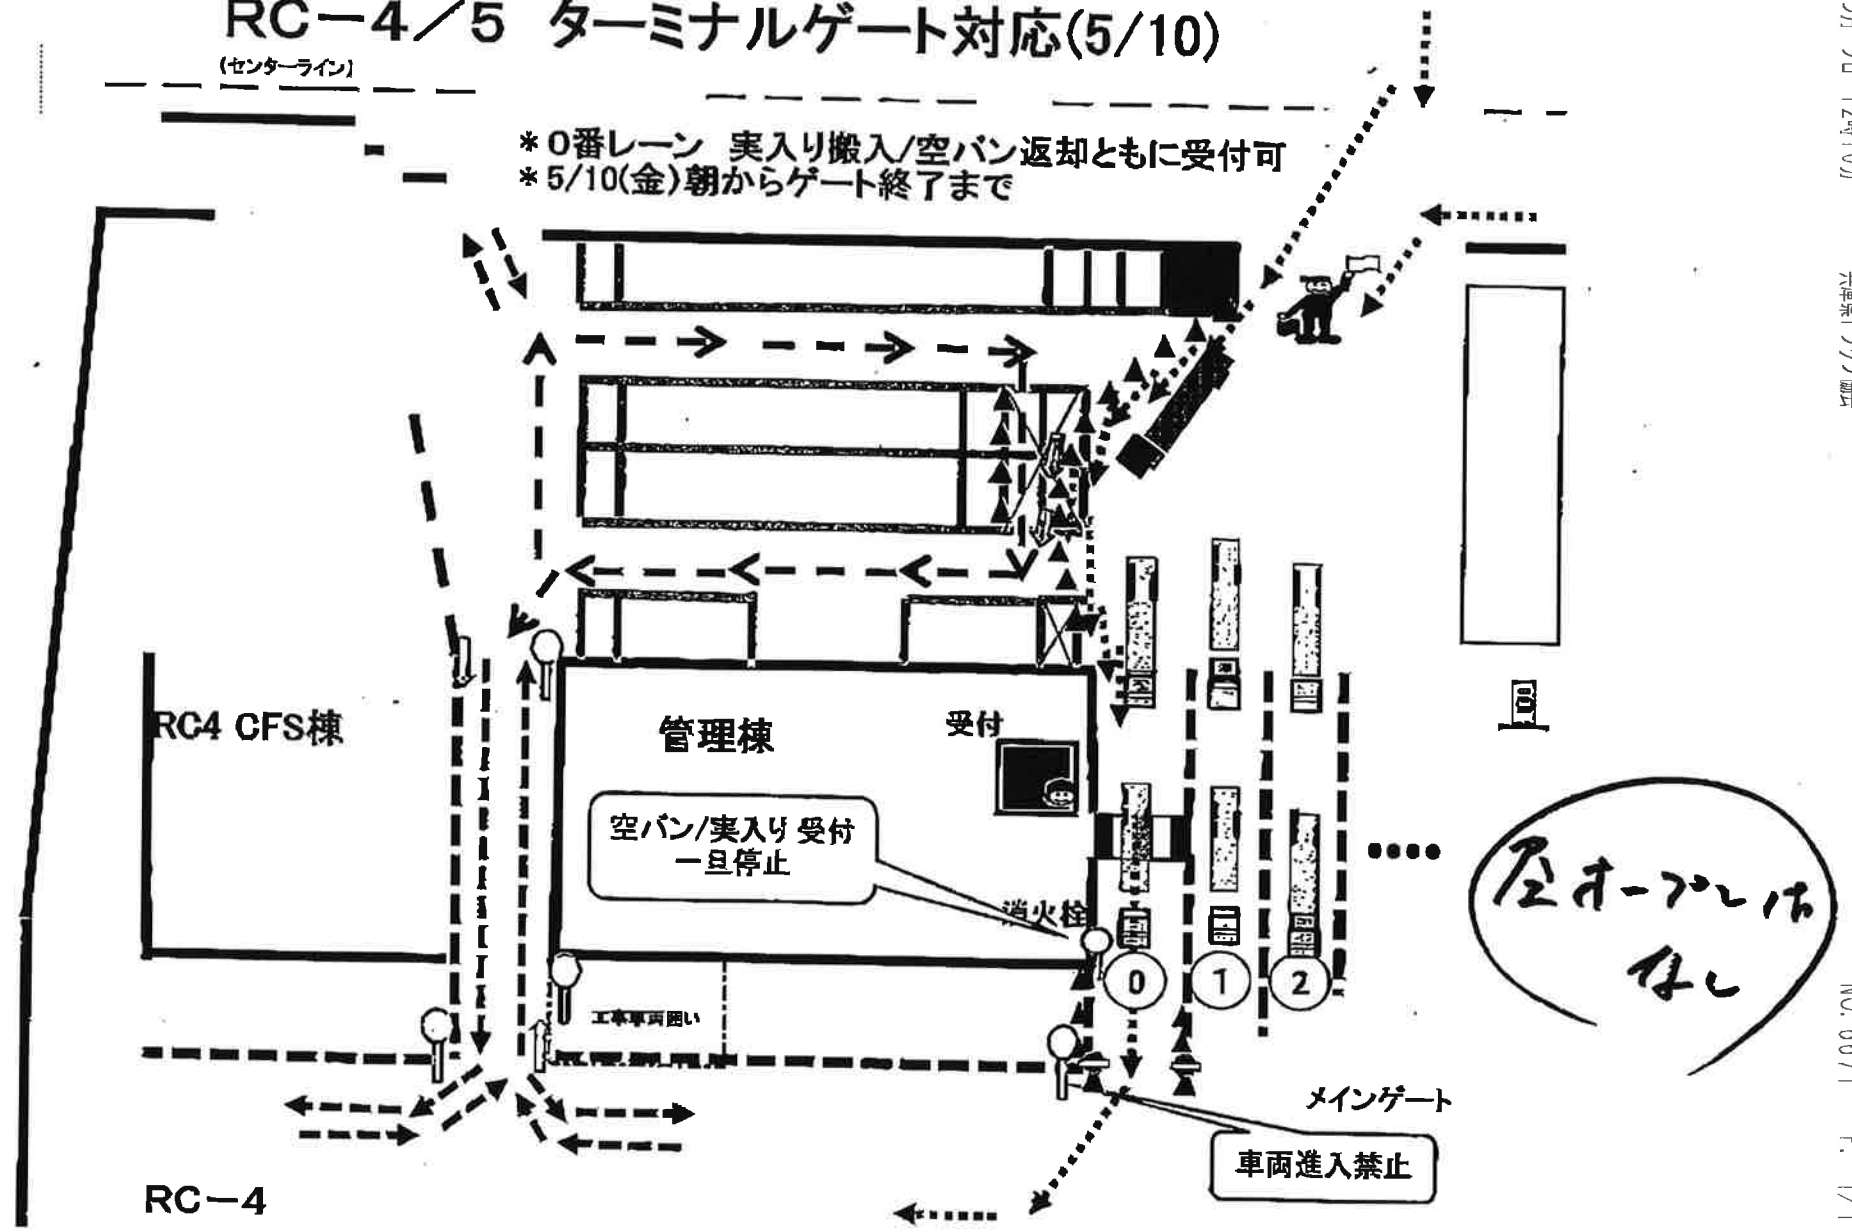 RC－4／5 ターミナルゲート対応(5/10)
(センターライン)
＊0番レーン 実入り搬入/空バン返却ともに受付可
＊5/10(金)朝からゲート終了まで
RC4 CFS棟
管理棟
受付
空バン/実入り 受付
一旦停止
消火栓
0
1
2
昼オープンは
なし
工事車両囲い
メインゲート
車両進入禁止
RC－4